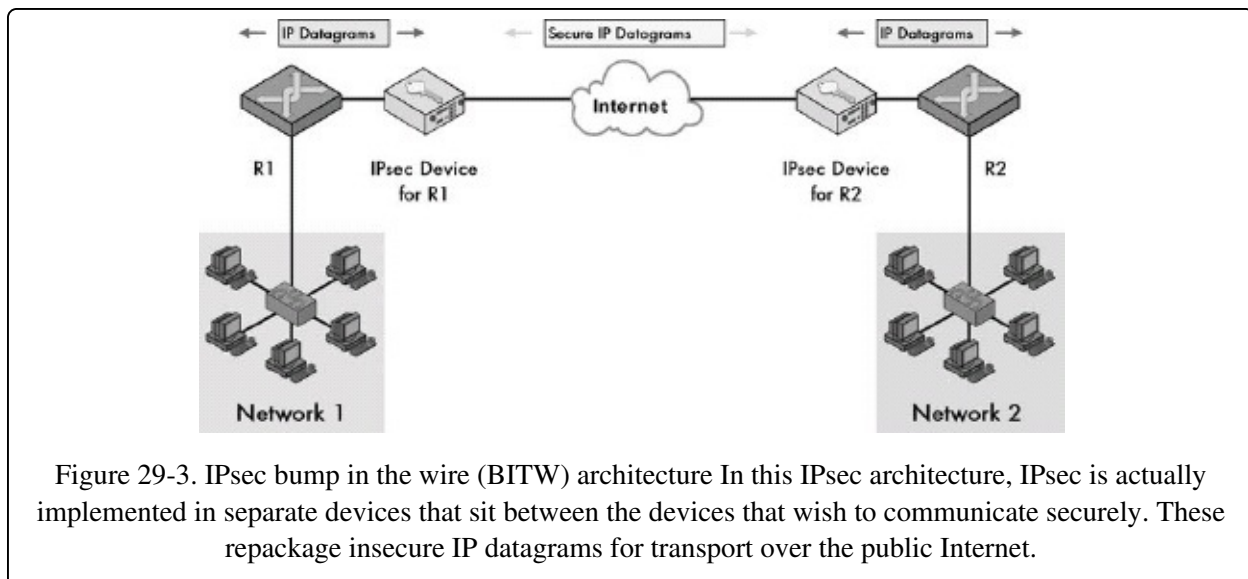 IP Datagrams
Secure IP Datagrams
IP Datagrams
Internet
R1
IPsec Device
for R1
IPsec Device
for R2
R2
Network 1
Network 2
Figure 29-3. IPsec bump in the wire (BITW) architecture In this IPsec architecture, IPsec is actually
implemented in separate devices that sit between the devices that wish to communicate securely. These
repackage insecure IP datagrams for transport over the public Internet.